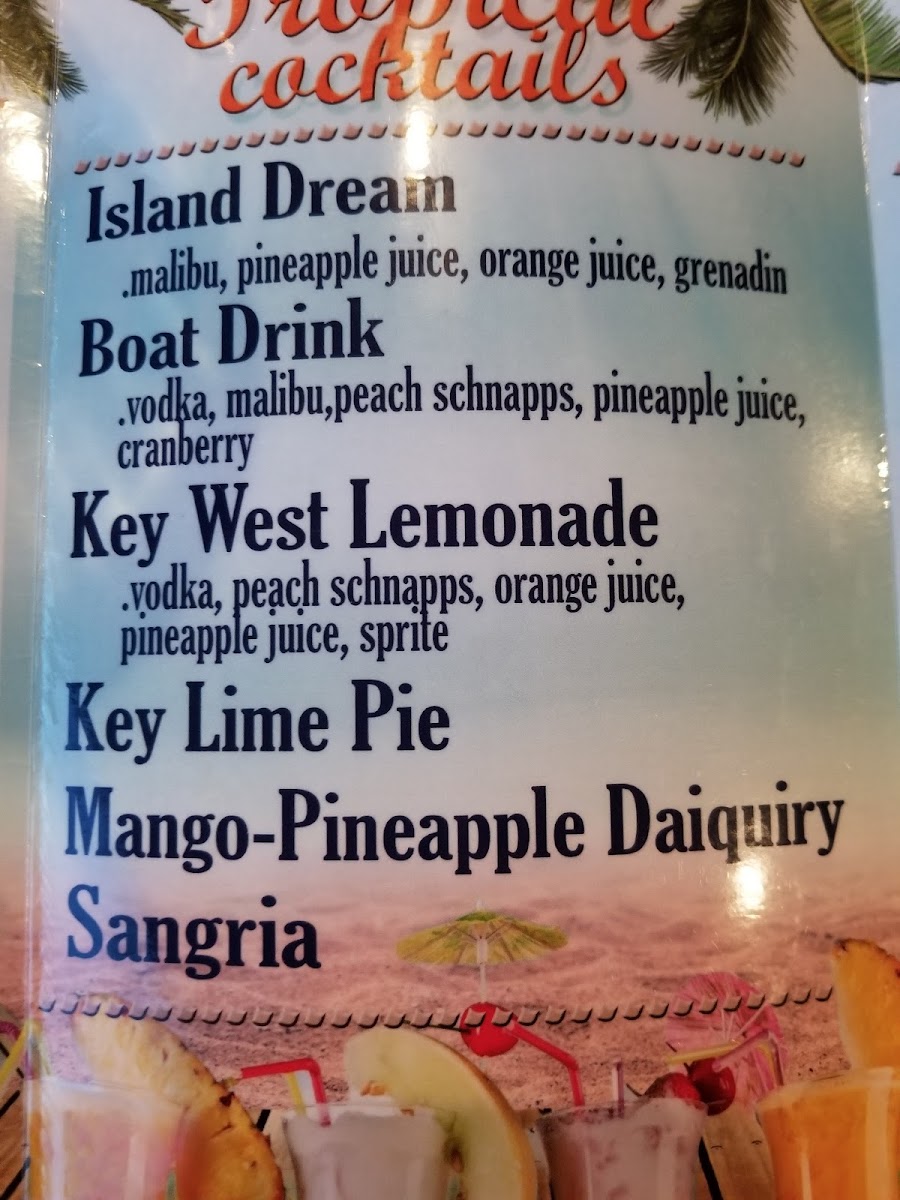 Tropical
cocktails
Island Dream
.malibu, pineapple juice, orange juice, grenadin
Boat Drink
.vodka, malibu,peach schnapps, pineapple juice,
cranberry
Key West Lemonade
.vodka, peach schnapps, orange juice,
pineapple juice, sprite
Key Lime Pie
Mango-Pineapple Daiquiry
Sangria